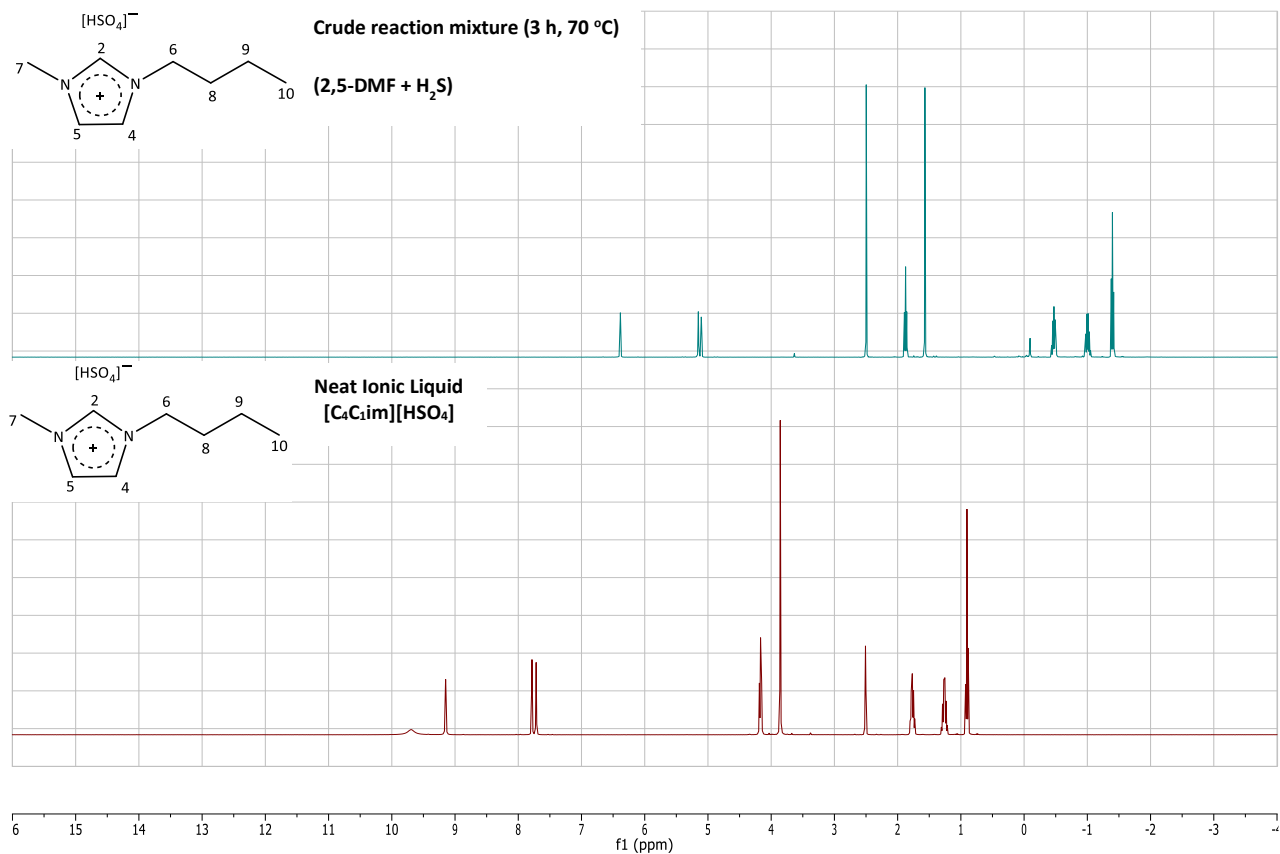 [HSO₄]⁻
Crude reaction mixture (3 h, 70 °C)
2
6
9
7
N
N
(2,5-DMF + H₂S)
8
10
+
5
4
[HSO₄]⁻
Neat Ionic Liquid
2
6
9
7
[C₄C₁im][HSO₄]
N
N
8
10
+
5
4
6 15 14 13 12 11 10 9 8 7 6 5 4 3 2 1 0 -1 -2 -3 -4
f1 (ppm)